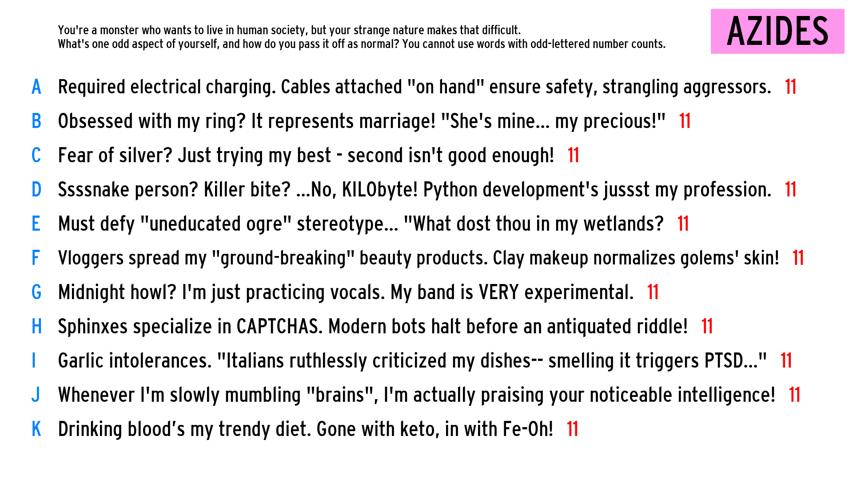 You're a monster who wants to live in human society, but your strange nature makes that difficult.
What's one odd aspect of yourself, and how do you pass it off as normal? You cannot use words with odd-lettered number counts.
AZIDES
A Required electrical charging. Cables attached "on hand" ensure safety, strangling aggressors. 11
B Obsessed with my ring? It represents marriage! "She's mine... my precious!" 11
C Fear of silver? Just trying my best - second isn't good enough! 11
D Ssssnake person? Killer bite? ...No, KILObyte! Python development's jussst my profession. 11
E Must defy "uneducated ogre" stereotype... "What dost thou in my wetlands? 11
F Vloggers spread my "ground-breaking" beauty products. Clay makeup normalizes golems' skin! 11
G Midnight howl? I'm just practicing vocals. My band is VERY experimental. 11
H Sphinxes specialize in CAPTCHAS. Modern bots halt before an antiquated riddle! 11
I Garlic intolerances. "Italians ruthlessly criticized my dishes-- smelling it triggers PTSD..." 11
J Whenever I'm slowly mumbling "brains", I'm actually praising your noticeable intelligence! 11
K Drinking blood’s my trendy diet. Gone with keto, in with Fe-Oh! 11